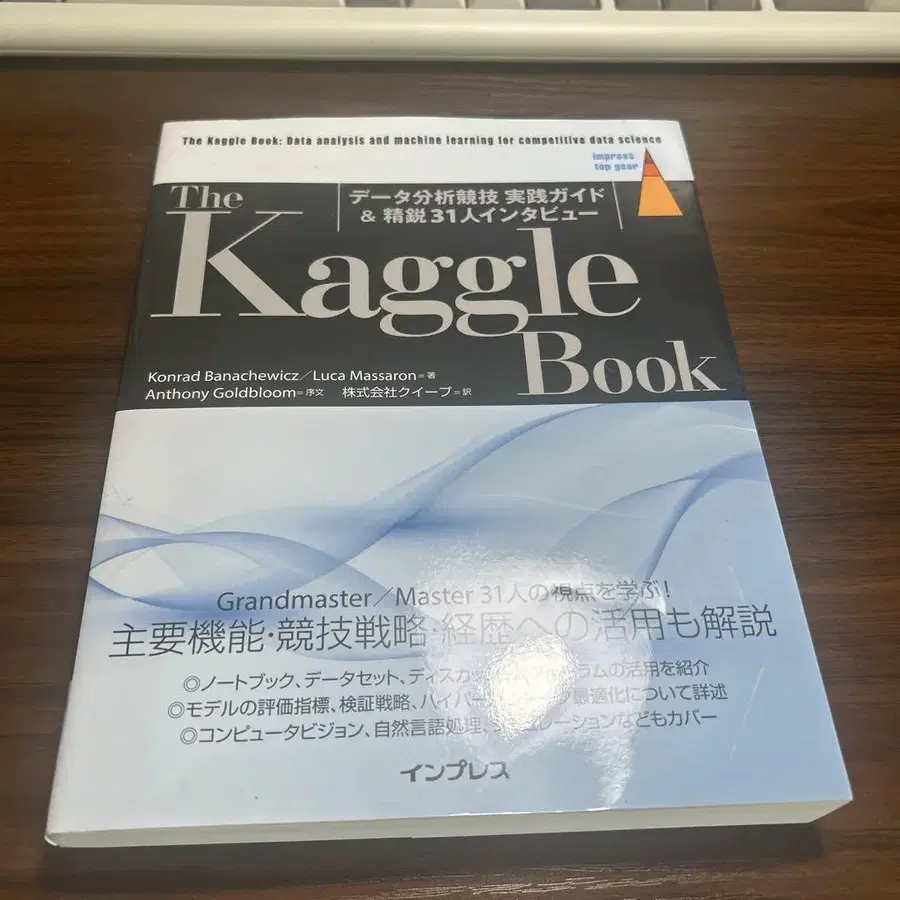 The Kaggle Book: Data analysis and machine learning for competitive data science
impress
top gear
The
データ分析競技 実践ガイド
& 精鋭31人インタビュー
Kaggle
Book
Konrad Banachewicz/Luca Massaron=著
Anthony Goldbloom=序文 株式会社クイープ=訳
Grandmaster/Master 31人の視点を学ぶ!
主要機能・競技戦略・経歴への活用も解説
◎ノートブック、データセット、ディスカッ ラムの活用を紹介
◎モデルの評価指標、検証戦略、ハイパー 最適化について詳述
◎コンピュータビジョン、自然言語処理、 レーションなどもカバー
インプレス